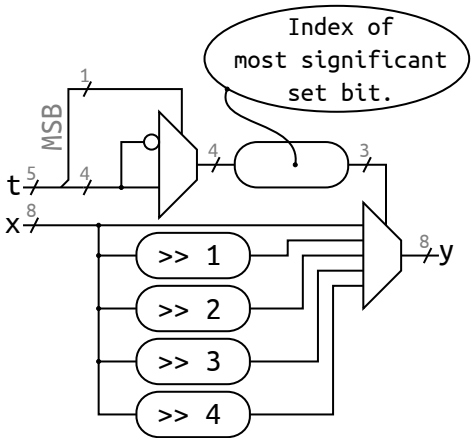 Index of
most significant
set bit.
1
MSB
4
3
5
4
t
8
x
>> 1
8
y
>> 2
>> 3
>> 4